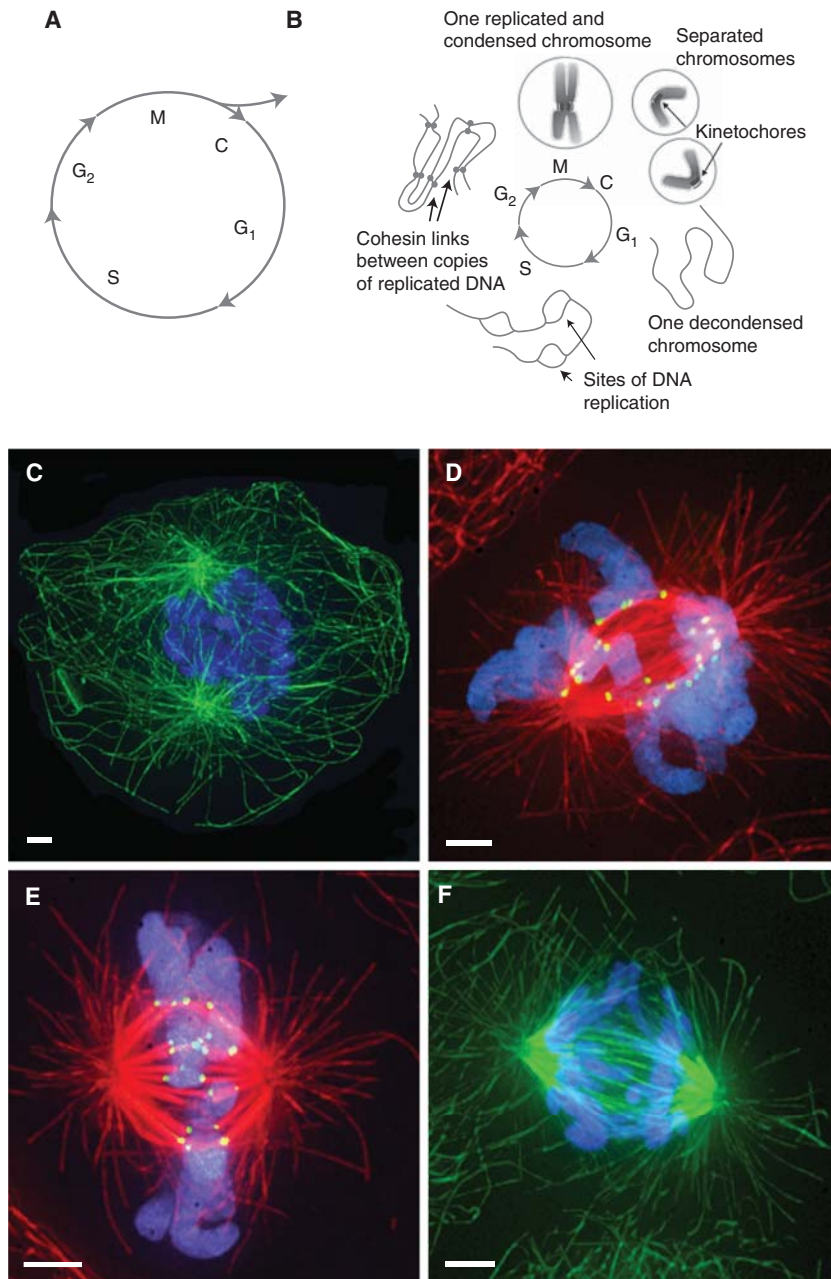 A
M
C
G2
G1
S
B
One replicated and
condensed chromosome
Separated
chromosomes
Kinetochores
M
C
G2
G1
S
Cohesin links
between copies
of replicated DNA
One decondensed
chromosome
Sites of DNA
replication
C
D
E
F